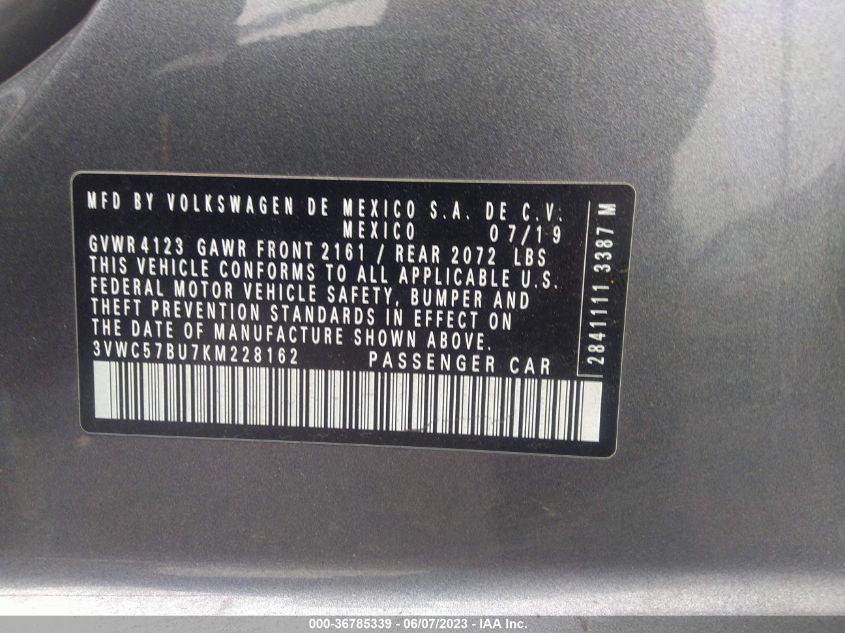 MFD BY VOLKSWAGEN DE MEXICO S.A. DE C.V.
MEXICO 07/19
GVWR 4123 GAWR FRONT 2161 / REAR 2072 LBS
THIS VEHICLE CONFORMS TO ALL APPLICABLE U.S.
FEDERAL MOTOR VEHICLE SAFETY, BUMPER AND
THEFT PREVENTION STANDARDS IN EFFECT ON
THE DATE OF MANUFACTURE SHOWN ABOVE.
3VWC57BU7KM228162 PASSENGER CAR
2841111 3387 M
000-36785339 - 06/07/2023 - IAA Inc.